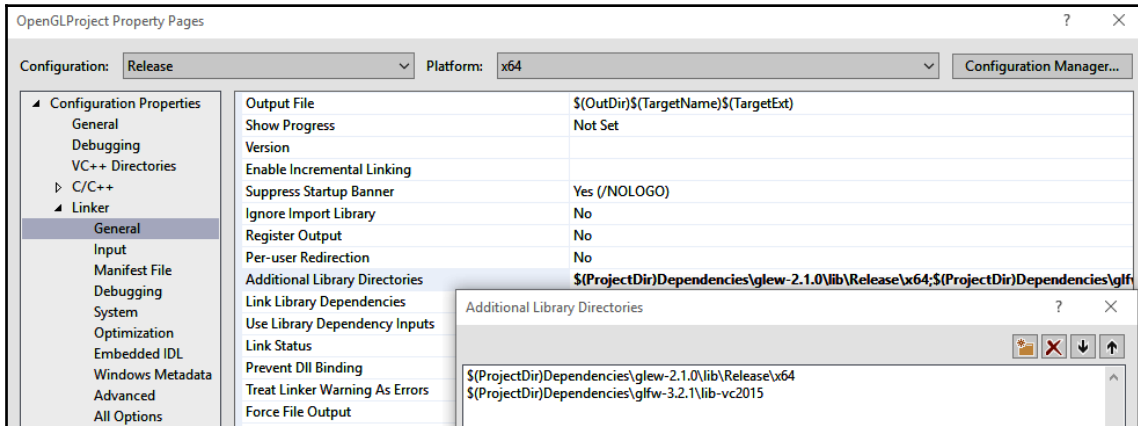 OpenGLProject Property Pages ? ×
Configuration: Release Platform: x64 Configuration Manager...
Configuration Properties
General
Debugging
VC++ Directories
C/C++
Linker
General
Input
Manifest File
Debugging
System
Optimization
Embedded IDL
Windows Metadata
Advanced
All Options
Output File $(OutDir)$(TargetName)$(TargetExt)
Show Progress Not Set
Version
Enable Incremental Linking
Suppress Startup Banner Yes (/NOLOGO)
Ignore Import Library No
Register Output No
Per-user Redirection No
Additional Library Directories $(ProjectDir)Dependencies\glew-2.1.0\lib\Release\x64;$(ProjectDir)Dependencies\glfw
Link Library Dependencies
Use Library Dependency Inputs
Link Status
Prevent Dll Binding
Treat Linker Warning As Errors
Force File Output
Additional Library Directories ? ×
$(ProjectDir)Dependencies\glew-2.1.0\lib\Release\x64
$(ProjectDir)Dependencies\glfw-3.2.1\lib-vc2015